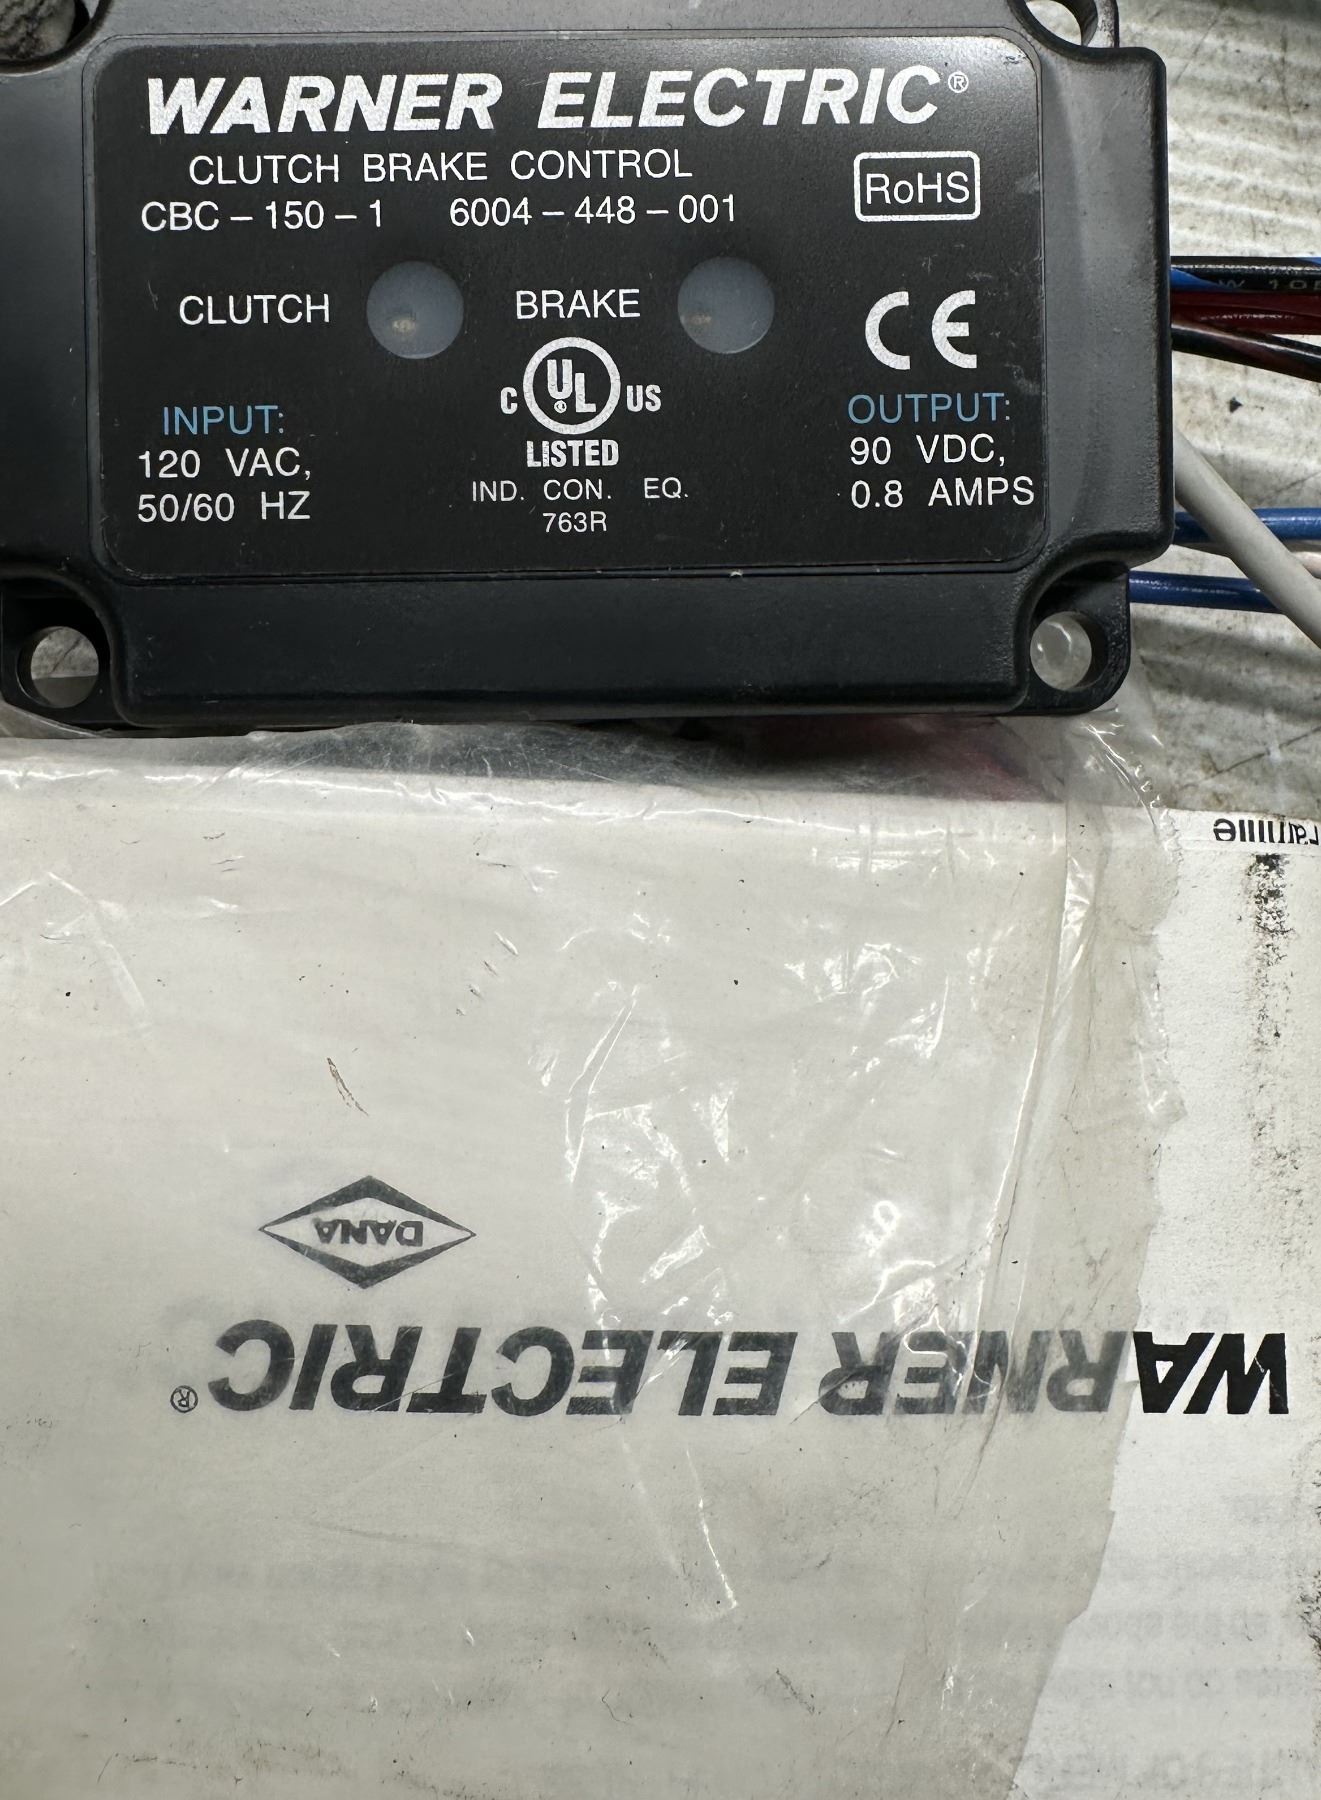 WARNER ELECTRIC®
CLUTCH BRAKE CONTROL
RoHS
CBC – 150 – 1 6004 – 448 – 001
CLUTCH
BRAKE
CE
C UL US
LISTED
IND. CON. EQ.
763R
INPUT:
120 VAC,
50/60 HZ
OUTPUT:
90 VDC,
0.8 AMPS
DANA
WARNER ELECTRIC®